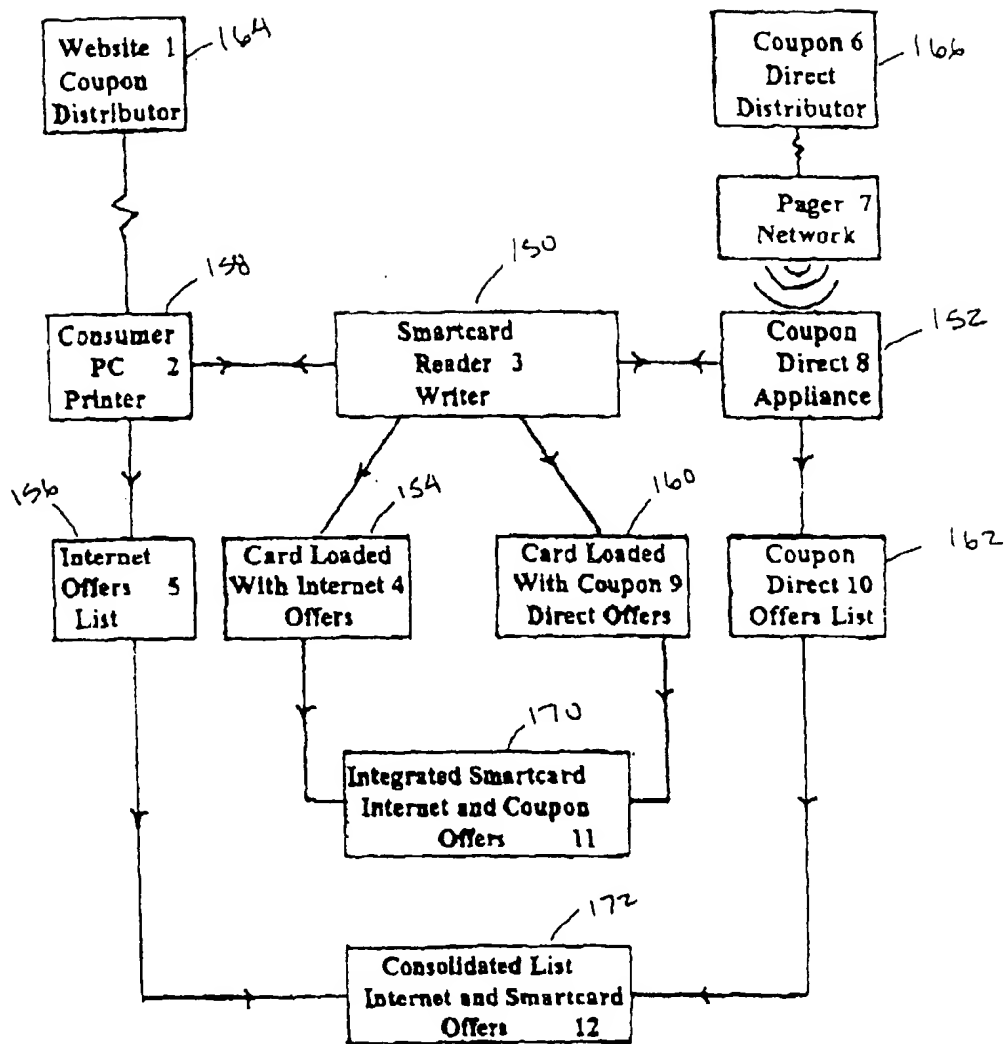 Website 1
Coupon
Distributor
164
Coupon 6
Direct
Distributor
166
Pager 7
Network
158
Consumer
PC 2
Printer
150
Smartcard
Reader 3
Writer
Coupon
Direct 8
Appliance
152
156
Internet
Offers 5
List
154
Card Loaded
With Internet 4
Offers
160
Card Loaded
With Coupon 9
Direct Offers
Coupon
Direct 10
Offers List
162
170
Integrated Smartcard
Internet and Coupon
Offers 11
172
Consolidated List
Internet and Smartcard
Offers 12